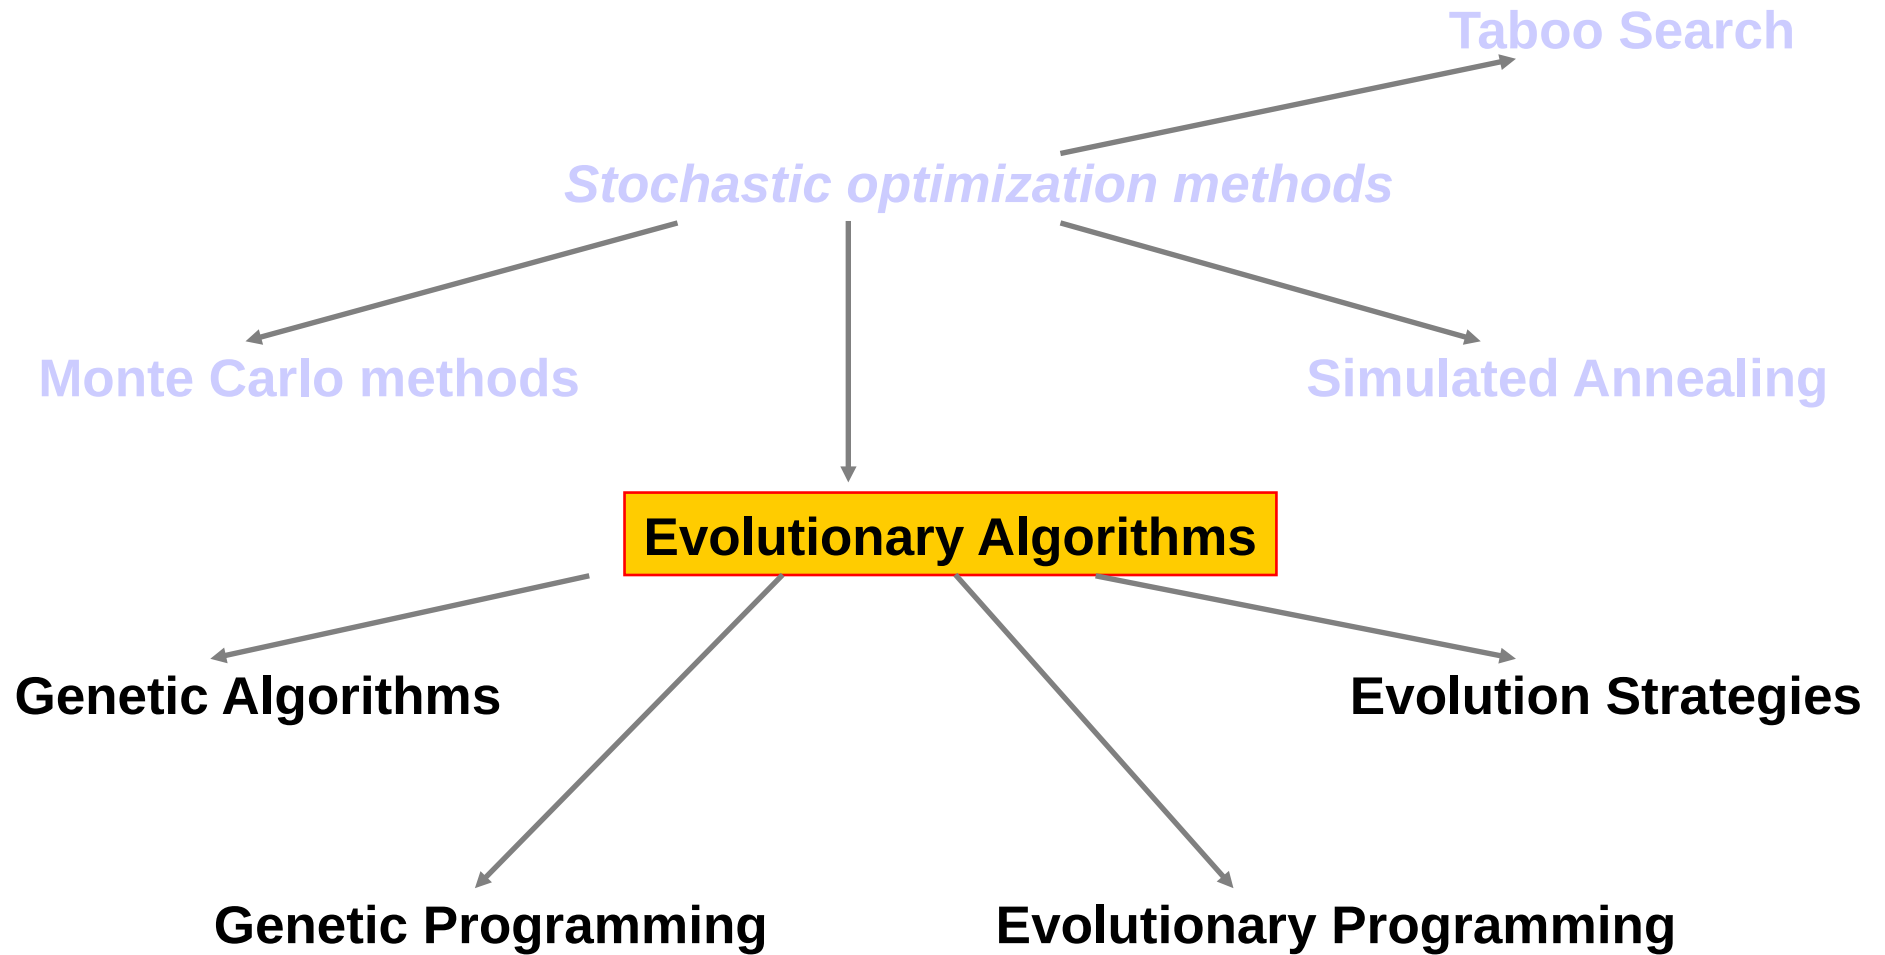 Taboo Search
Stochastic optimization methods
Monte Carlo methods
Simulated Annealing
Evolutionary Algorithms
Genetic Algorithms
Evolution Strategies
Genetic Programming
Evolutionary Programming